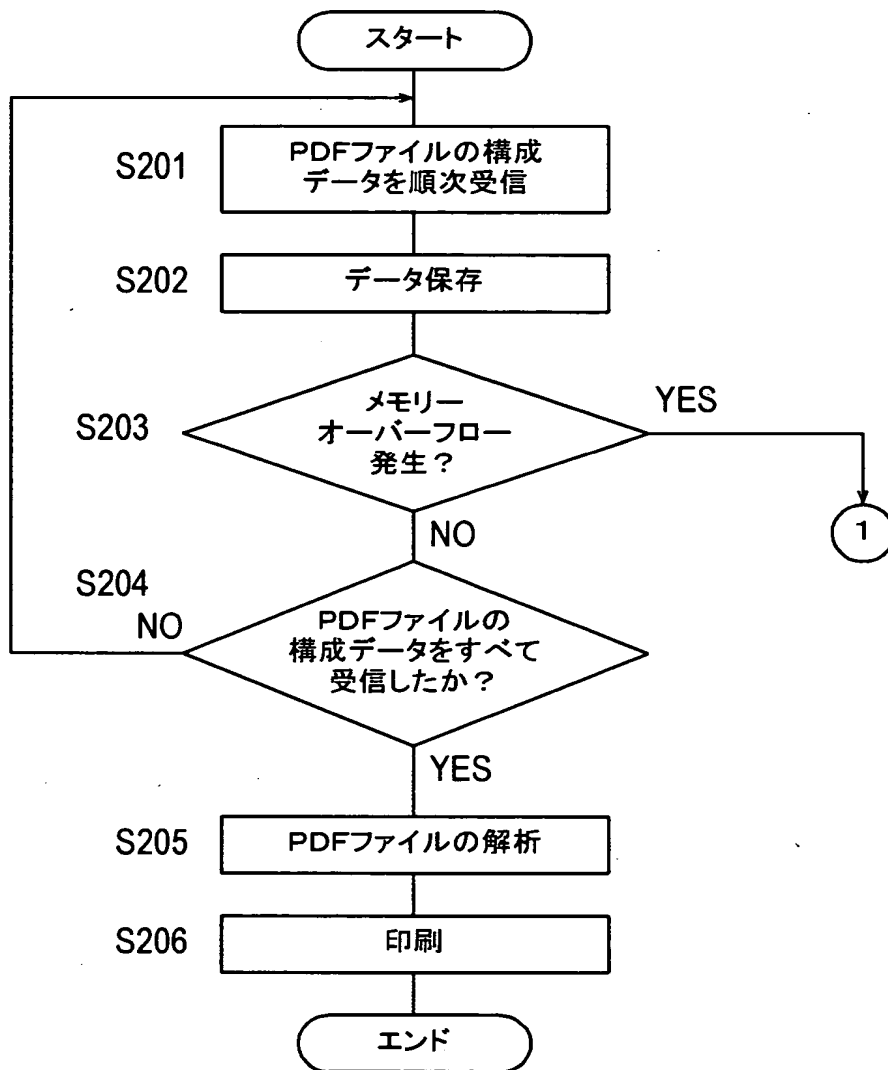 スタート
S201
PDFファイルの構成
データを順次受信
S202
データ保存
S203
メモリー
オーバーフロー
発生？
YES
1
NO
S204
NO
PDFファイルの
構成データをすべて
受信したか？
YES
S205
PDFファイルの解析
S206
印刷
エンド